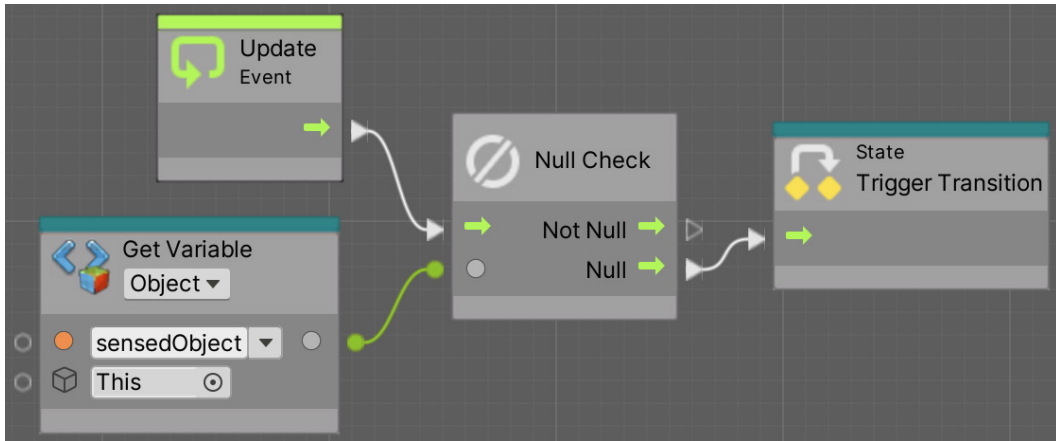 Update
Event
Get Variable
Object
sensedObject
This
Null Check
Not Null
Null
State
Trigger Transition